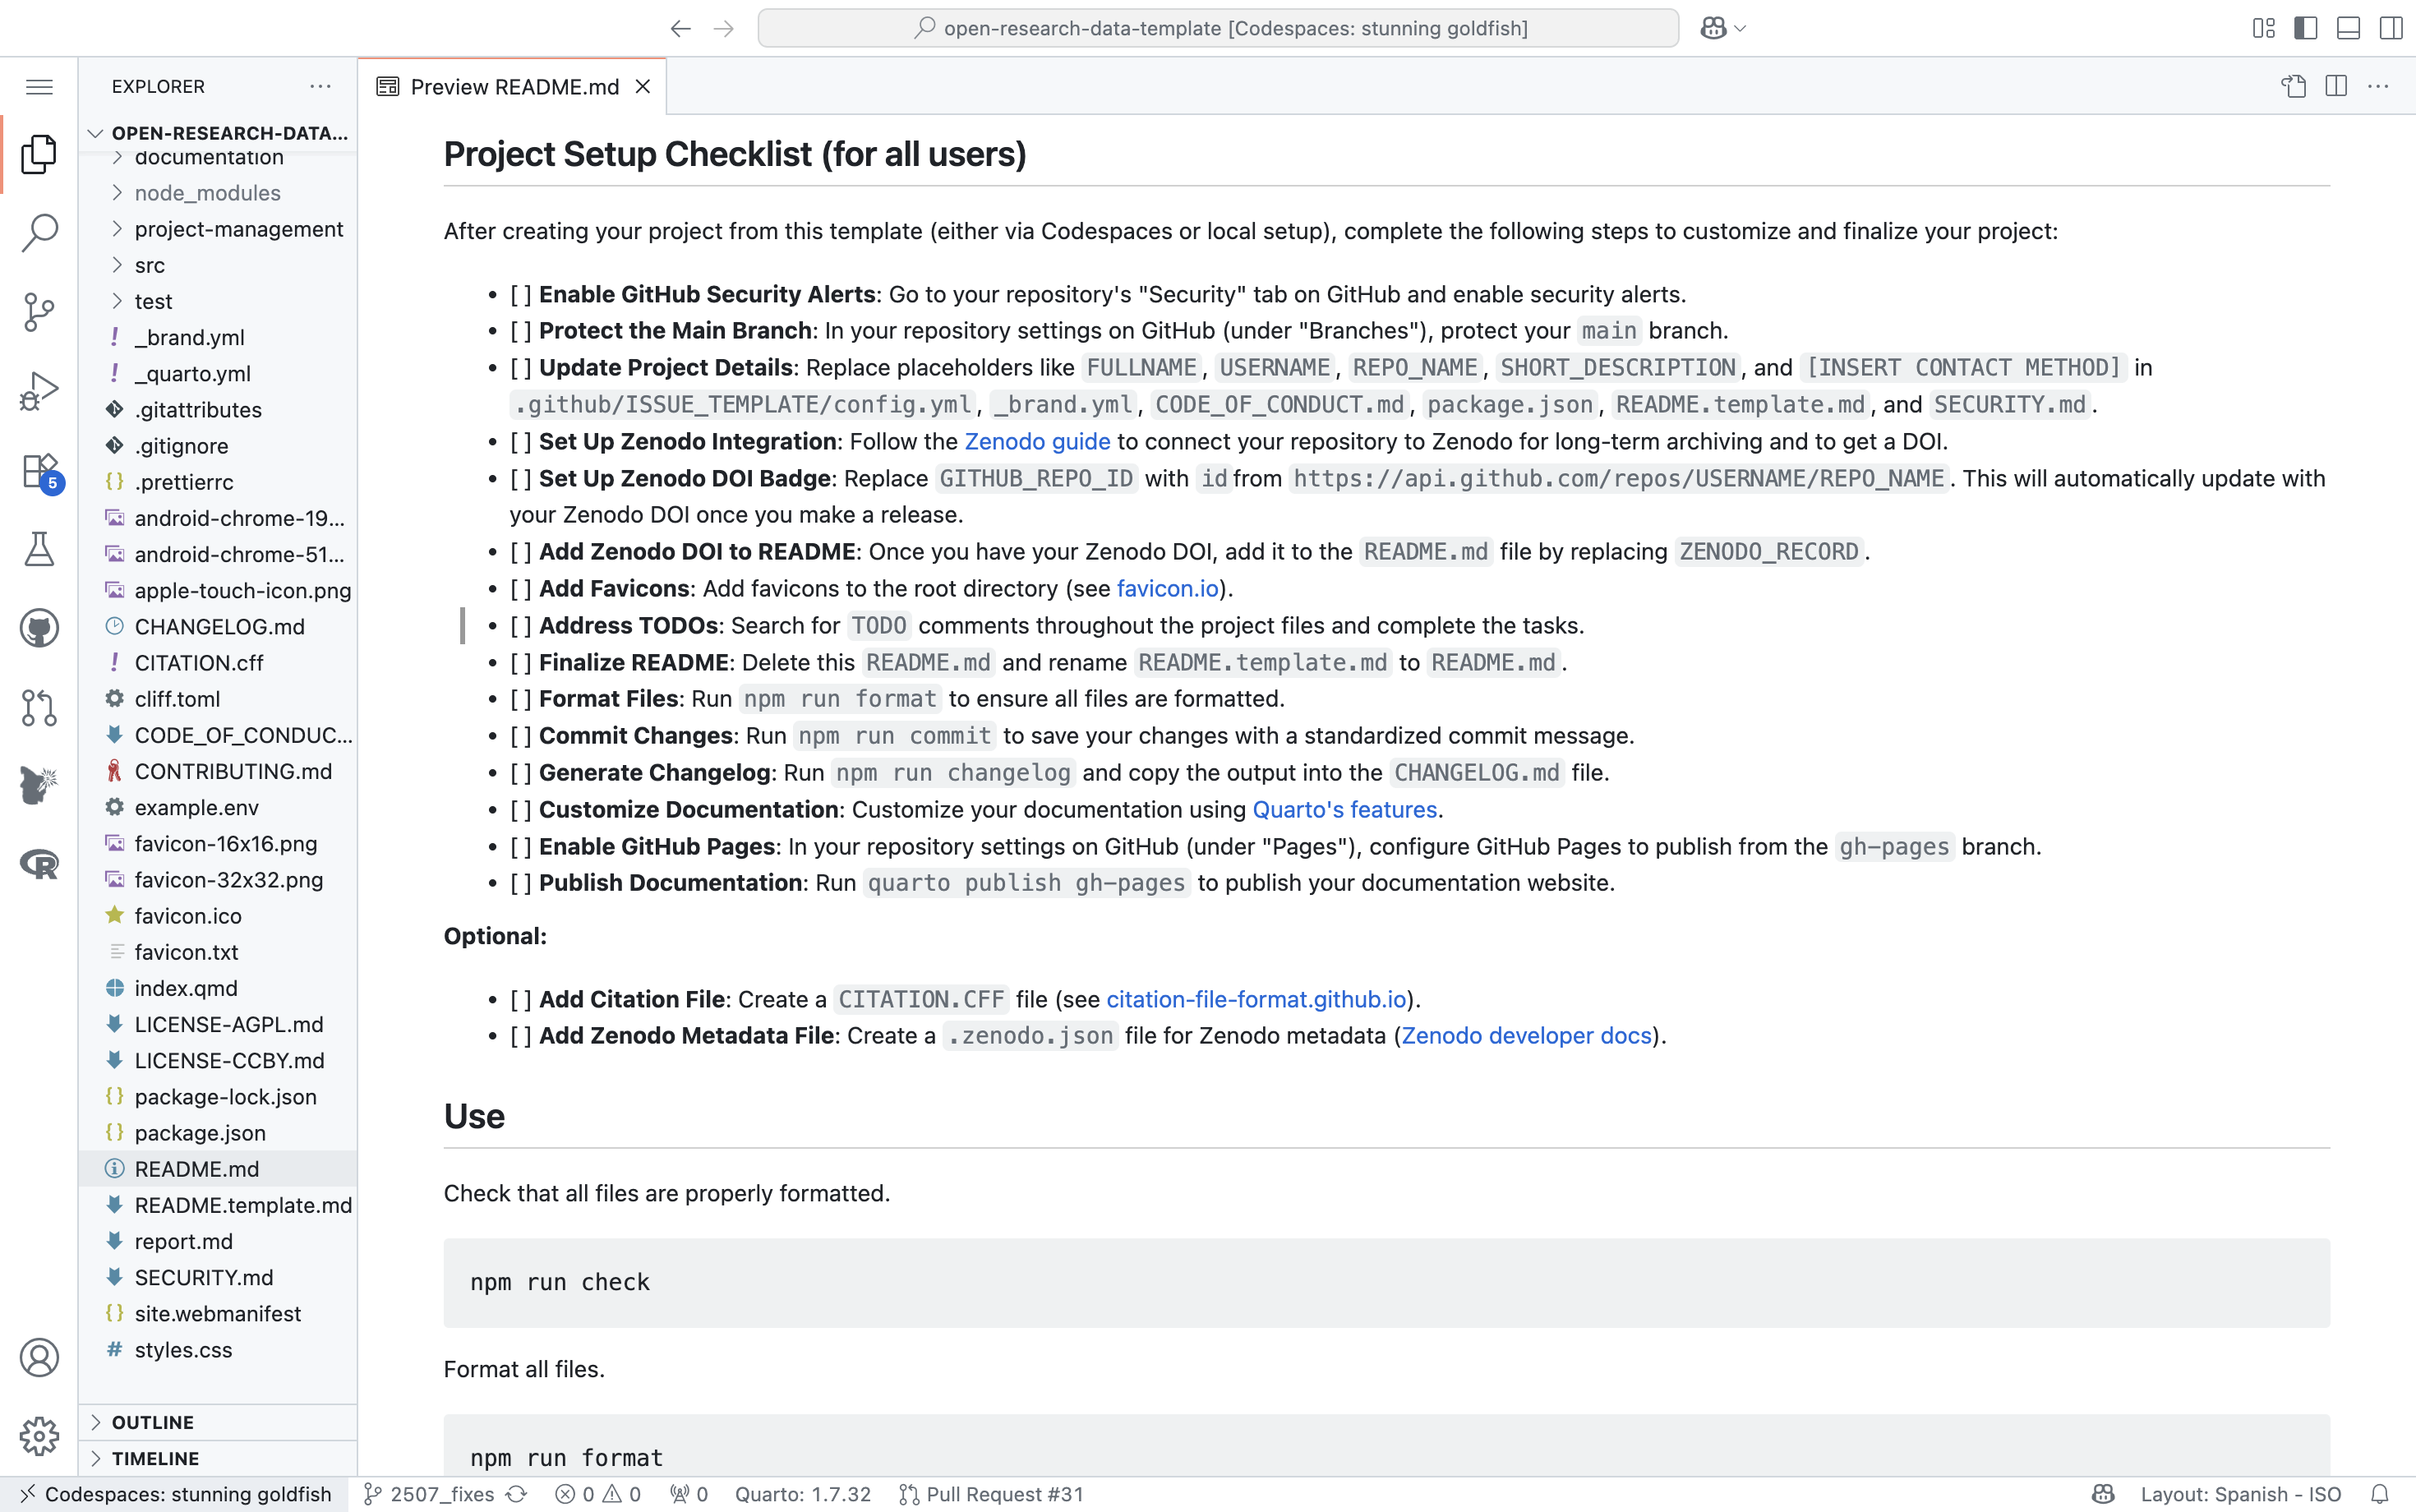 open-research-data-template [Codespaces: stunning goldfish]
EXPLORER
Preview README.md
OPEN-RESEARCH-DATA...
documentation
node_modules
project-management
src
test
_brand.yml
_quarto.yml
.gitattributes
.gitignore
.prettierrc
android-chrome-19...
android-chrome-51...
apple-touch-icon.png
CHANGELOG.md
CITATION.cff
cliff.toml
CODE_OF_CONDUC...
CONTRIBUTING.md
example.env
favicon-16x16.png
favicon-32x32.png
favicon.ico
favicon.txt
index.qmd
LICENSE-AGPL.md
LICENSE-CCBY.md
package-lock.json
package.json
README.md
README.template.md
report.md
SECURITY.md
site.webmanifest
styles.css
OUTLINE
TIMELINE
5
Project Setup Checklist (for all users)
After creating your project from this template (either via Codespaces or local setup), complete the following steps to customize and finalize your project:
• [ ] Enable GitHub Security Alerts: Go to your repository's "Security" tab on GitHub and enable security alerts.
• [ ] Protect the Main Branch: In your repository settings on GitHub (under "Branches"), protect your main branch.
• [ ] Update Project Details: Replace placeholders like FULLNAME, USERNAME, REPO_NAME, SHORT_DESCRIPTION, and [INSERT CONTACT METHOD] in
.github/ISSUE_TEMPLATE/config.yml, _brand.yml, CODE_OF_CONDUCT.md, package.json, README.template.md, and SECURITY.md.
• [ ] Set Up Zenodo Integration: Follow the Zenodo guide to connect your repository to Zenodo for long-term archiving and to get a DOI.
• [ ] Set Up Zenodo DOI Badge: Replace GITHUB_REPO_ID with id from https://api.github.com/repos/USERNAME/REPO_NAME. This will automatically update with
your Zenodo DOI once you make a release.
• [ ] Add Zenodo DOI to README: Once you have your Zenodo DOI, add it to the README.md file by replacing ZENODO_RECORD.
• [ ] Add Favicons: Add favicons to the root directory (see favicon.io).
• [ ] Address TODOs: Search for TODO comments throughout the project files and complete the tasks.
• [ ] Finalize README: Delete this README.md and rename README.template.md to README.md.
• [ ] Format Files: Run npm run format to ensure all files are formatted.
• [ ] Commit Changes: Run npm run commit to save your changes with a standardized commit message.
• [ ] Generate Changelog: Run npm run changelog and copy the output into the CHANGELOG.md file.
• [ ] Customize Documentation: Customize your documentation using Quarto's features.
• [ ] Enable GitHub Pages: In your repository settings on GitHub (under "Pages"), configure GitHub Pages to publish from the gh-pages branch.
• [ ] Publish Documentation: Run quarto publish gh-pages to publish your documentation website.
Optional:
• [ ] Add Citation File: Create a CITATION.CFF file (see citation-file-format.github.io).
• [ ] Add Zenodo Metadata File: Create a .zenodo.json file for Zenodo metadata (Zenodo developer docs).
Use
Check that all files are properly formatted.
npm run check
Format all files.
npm run format
Codespaces: stunning goldfish 2507_fixes 0 0 0 Quarto: 1.7.32 Pull Request #31 Layout: Spanish - ISO